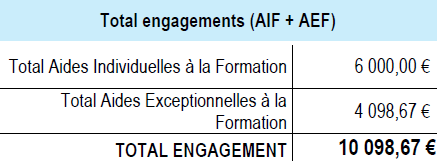 Total engagements (AIF + AEF)
Total Aides Individuelles à la Formation 6 000,00 €
Total Aides Exceptionnelles à la
Formation 4 098,67 €
TOTAL ENGAGEMENT 10 098,67 €